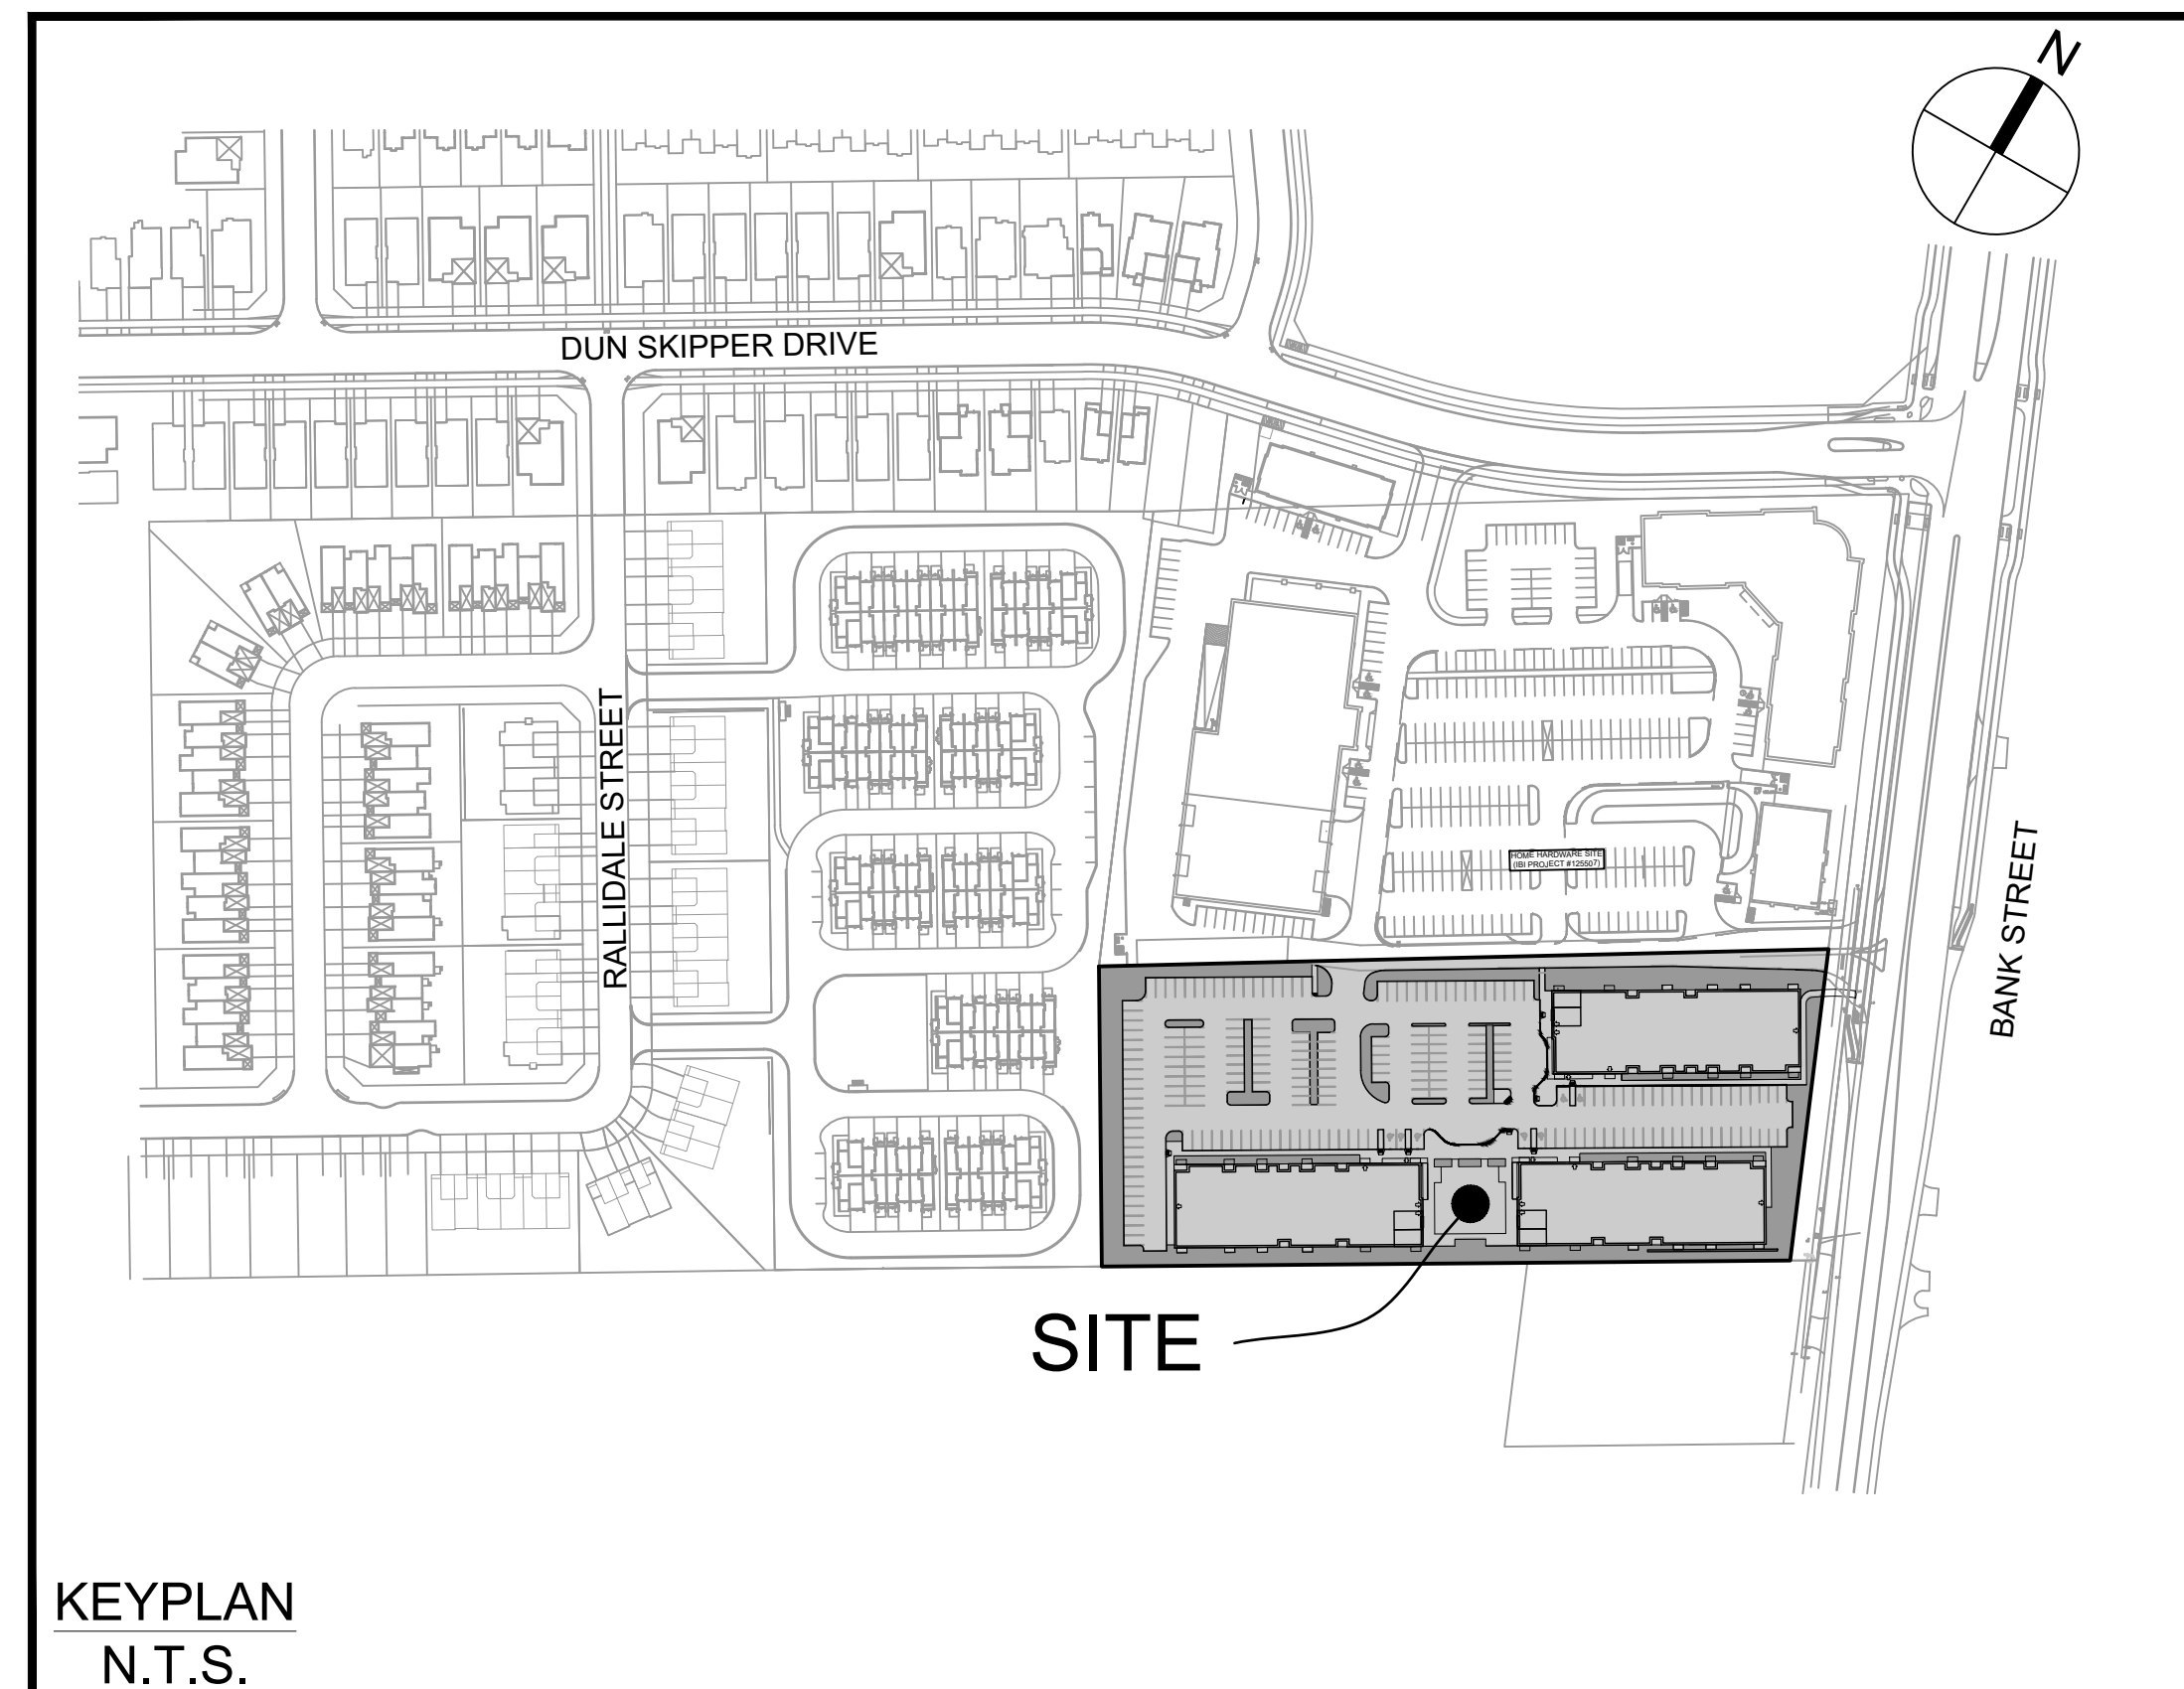 N
DUN SKIPPER DRIVE
RALLIDALE STREET
HOME HARDWARE SITE
(IBI PROJECT #125507)
BANK STREET
SITE
KEYPLAN
N.T.S.